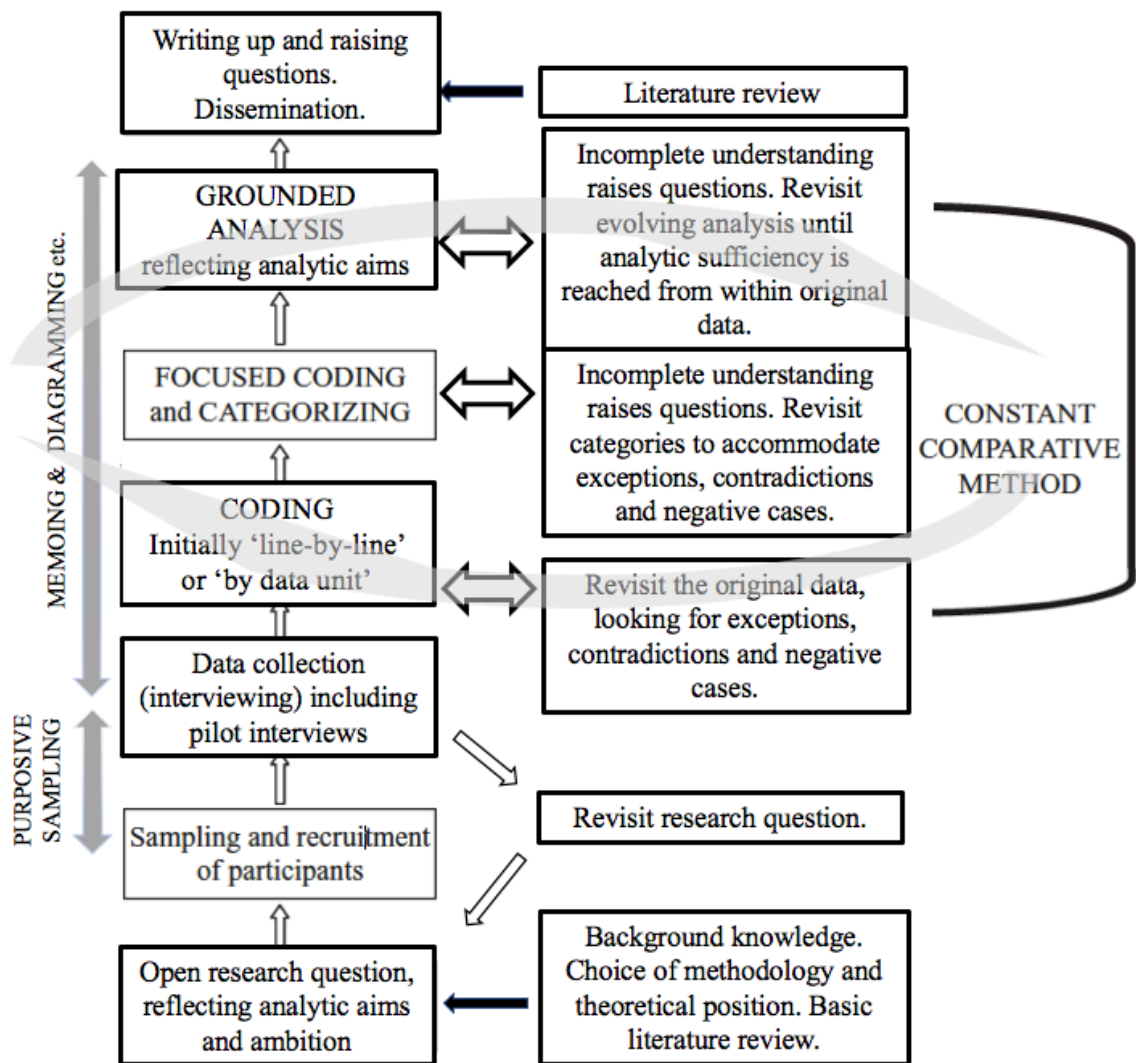 Writing up and raising
questions.
Dissemination.
Literature review
GROUNDED
ANALYSIS
reflecting analytic aims
Incomplete understanding
raises questions. Revisit
evolving analysis until
analytic sufficiency is
reached from within original
data.
FOCUSED CODING
and CATEGORIZING
Incomplete understanding
raises questions. Revisit
categories to accommodate
exceptions, contradictions
and negative cases.
CONSTANT
COMPARATIVE
METHOD
MEMOING & DIAGRAMMING etc.
CODING
Initially ‘line-by-line’
or ‘by data unit’
Revisit the original data,
looking for exceptions,
contradictions and negative
cases.
Data collection
(interviewing) including
pilot interviews
PURPOSIVE
SAMPLING
Revisit research question.
Sampling and recruitment
of participants
Open research question,
reflecting analytic aims
and ambition
Background knowledge.
Choice of methodology and
theoretical position. Basic
literature review.